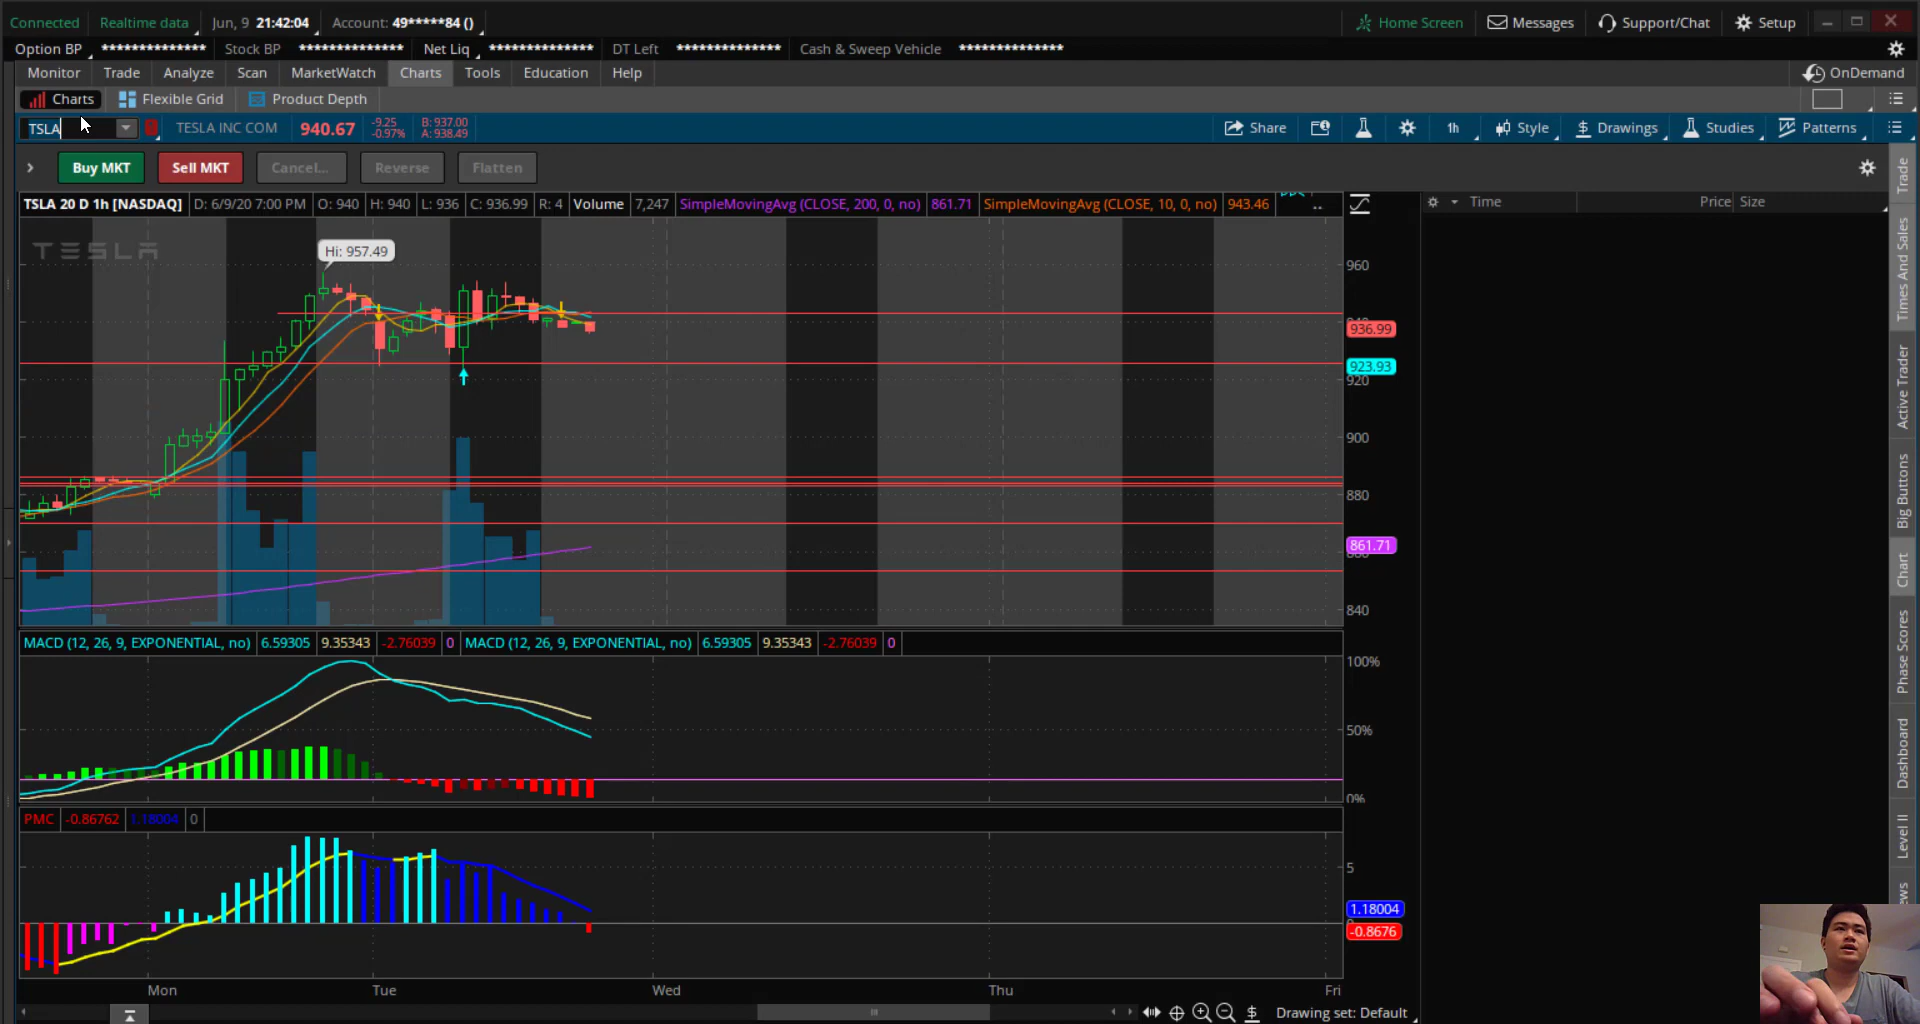 Connected Realtime data Jun, 9 21:42:04 Account: 49*****84 () Home Screen Messages Support/Chat Setup
Option BP ************** Stock BP ************** Net Liq ************** DT Left ************** Cash & Sweep Vehicle **************
Monitor Trade Analyze Scan MarketWatch Charts Tools Education Help OnDemand
Charts Flexible Grid Product Depth
TSLA TESLA INC COM 940.67 -9.25 B: 937.00 Share 1h Style Drawings Studies Patterns
-0.97% A: 938.49
Buy MKT Sell MKT Cancel... Reverse Flatten
TSLA 20 D 1h [NASDAQ] D: 6/9/20 7:00 PM O: 940 H: 940 L: 936 C: 936.99 R: 4 Volume 7,247 SimpleMovingAvg (CLOSE, 200, 0, no) 861.71 SimpleMovingAvg (CLOSE, 10, 0, no) 943.46 ..
Time Price Size
TESLA
Hi: 957.49
960
936.99
923.93
920
900
880
861.71
840
MACD (12, 26, 9, EXPONENTIAL, no) 6.59305 9.35343 -2.76039 0 MACD (12, 26, 9, EXPONENTIAL, no) 6.59305 9.35343 -2.76039 0
100%
50%
0%
PMC -0.86762 1.18004 0
5
1.18004
-0.8676
Mon Tue Wed Thu Fri
Drawing set: Default
Trade
Times And Sales
Active Trader
Big Buttons
Chart
Phase Scores
Dashboard
Level II